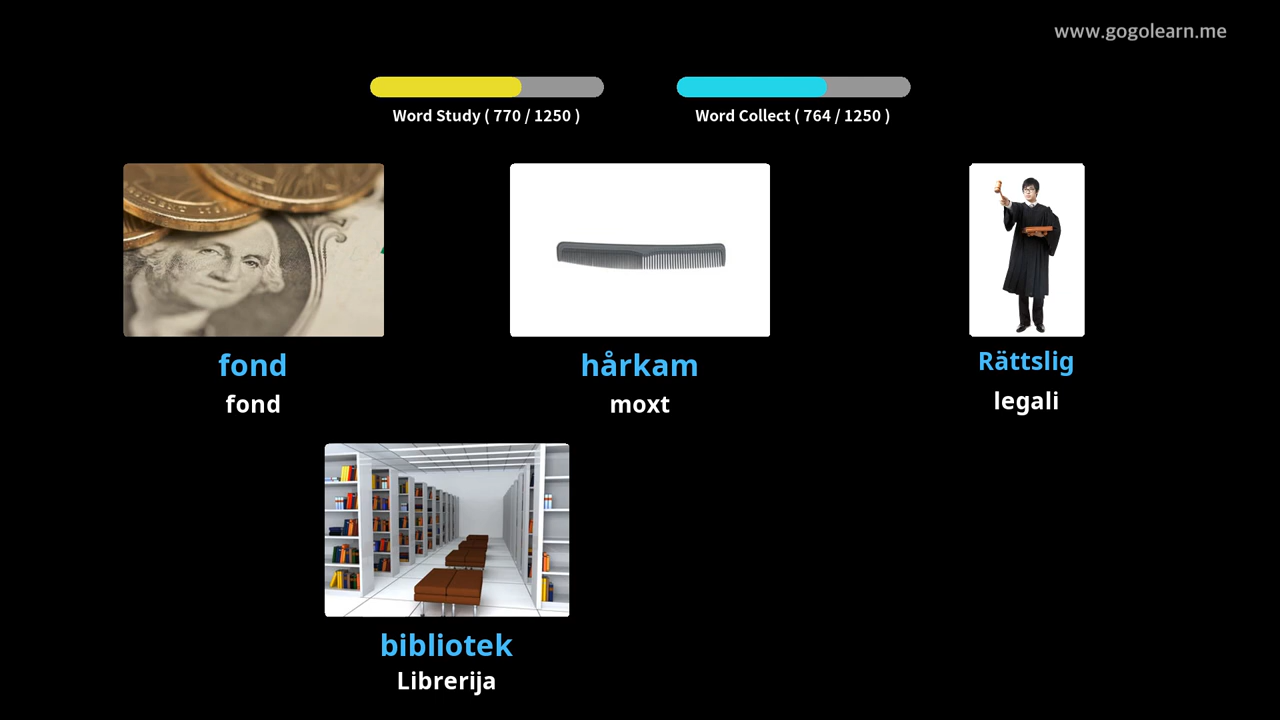 www.gogolearn.me
Word Study ( 770 / 1250 )
Word Collect ( 764 / 1250 )
fond
fond
hårkam
moxt
Rättslig
legali
bibliotek
Librerija